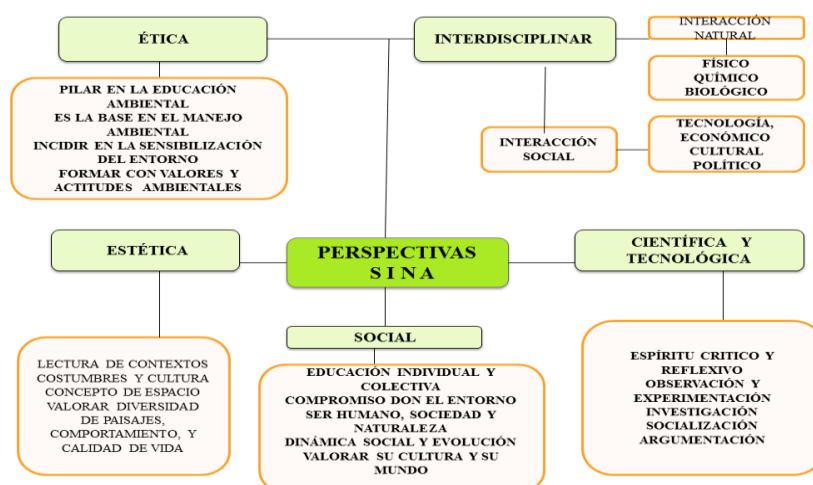 ÉTICA
PILAR EN LA EDUCACIÓN
AMBIENTAL
ES LA BASE EN EL MANEJO
AMBIENTAL
INCIDIR EN LA SENSIBILIZACIÓN
DEL ENTORNO
FORMAR CON VALORES Y
ACTITUDES AMBIENTALES
INTERDISCIPLINAR
INTERACCIÓN
NATURAL
FÍSICO
QUÍMICO
BIOLÓGICO
INTERACCIÓN
SOCIAL
TECNOLOGÍA,
ECONÓMICO
CULTURAL
POLÍTICO
ESTÉTICA
LECTURA DE CONTEXTOS
COSTUMBRES Y CULTURA
CONCEPTO DE ESPACIO
VALORAR DIVERSIDAD
DE PAISAJES,
COMPORTAMIENTO, Y
CALIDAD DE VIDA
PERSPECTIVAS
S I N A
SOCIAL
EDUCACIÓN INDIVIDUAL Y
COLECTIVA
COMPROMISO DON EL ENTORNO
SER HUMANO, SOCIEDAD Y
NATURALEZA
DINÁMICA SOCIAL Y EVOLUCIÓN
VALORAR SU CULTURA Y SU
MUNDO
CIENTÍFICA Y
TECNOLÓGICA
ESPÍRITU CRITICO Y
REFLEXIVO
OBSERVACIÓN Y
EXPERIMENTACIÓN
INVESTIGACIÓN
SOCIALIZACIÓN
ARGUMENTACIÓN